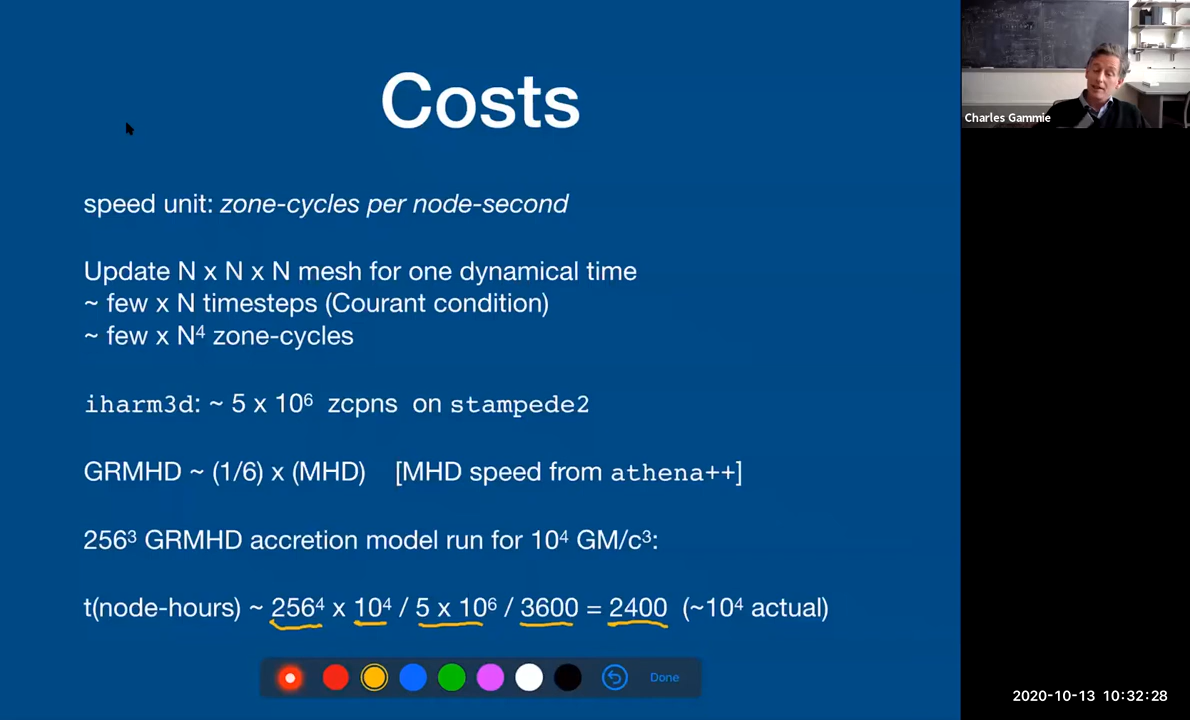 Costs
speed unit: zone-cycles per node-second
Update N x N x N mesh for one dynamical time
~ few x N timesteps (Courant condition)
~ few x N⁴ zone-cycles
iharm3d: ~ 5 x 10⁶ zcpns on stampede2
GRMHD ~ (1/6) x (MHD) [MHD speed from athena++]
256³ GRMHD accretion model run for 10⁴ GM/c³:
t(node-hours) ~ 256⁴ x 10⁴ / 5 x 10⁶ / 3600 = 2400 (~10⁴ actual)
Done
Charles Gammie
2020-10-13 10:32:28